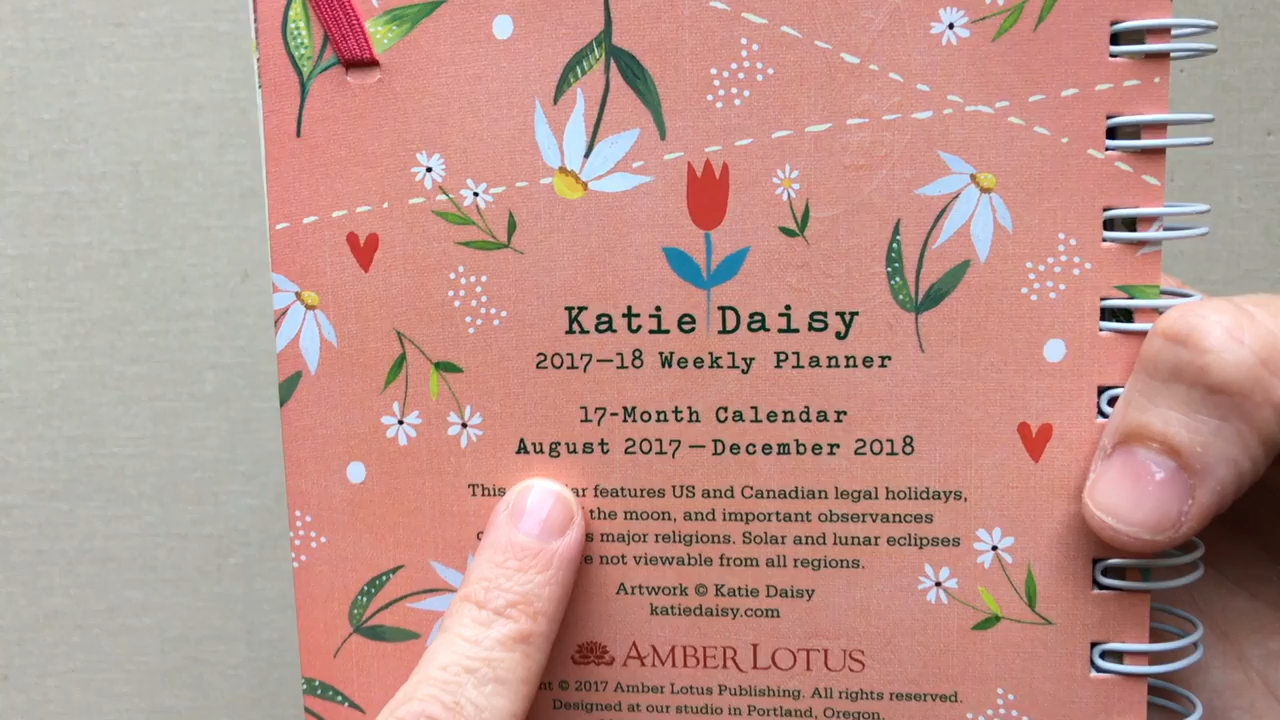 Katie Daisy
2017—18 Weekly Planner
17-Month Calendar
August 2017—December 2018
This features US and Canadian legal holidays,
the moon, and important observances
major religions. Solar and lunar eclipses
not viewable from all regions.
Artwork © Katie Daisy
katiedaisy.com
AMBER LOTUS
© 2017 Amber Lotus Publishing. All rights reserved.
Designed at our studio in Portland, Oregon.